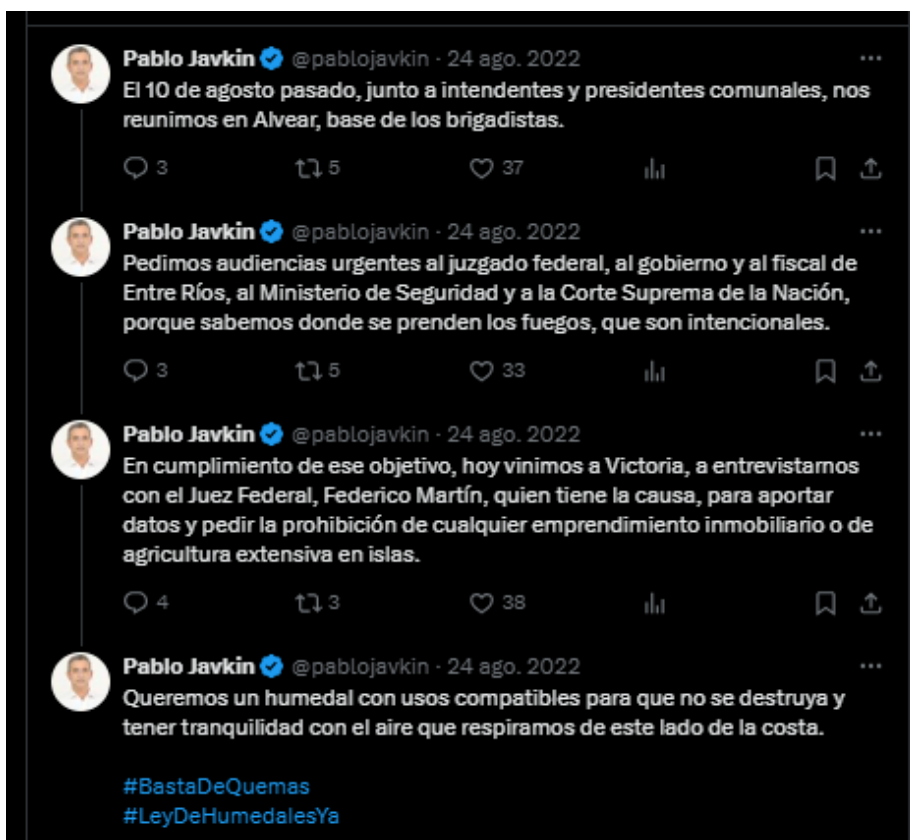 Pablo Javkin @pablojavkin · 24 ago. 2022
El 10 de agosto pasado, junto a intendentes y presidentes comunales, nos
reunimos en Alvear, base de los brigadistas.
3 5 37
Pablo Javkin @pablojavkin · 24 ago. 2022
Pedimos audiencias urgentes al juzgado federal, al gobierno y al fiscal de
Entre Ríos, al Ministerio de Seguridad y a la Corte Suprema de la Nación,
porque sabemos donde se prenden los fuegos, que son intencionales.
3 5 33
Pablo Javkin @pablojavkin · 24 ago. 2022
En cumplimiento de ese objetivo, hoy vinimos a Victoria, a entrevistarnos
con el Juez Federal, Federico Martín, quien tiene la causa, para aportar
datos y pedir la prohibición de cualquier emprendimiento inmobiliario o de
agricultura extensiva en islas.
4 3 38
Pablo Javkin @pablojavkin · 24 ago. 2022
Queremos un humedal con usos compatibles para que no se destruya y
tener tranquilidad con el aire que respiramos de este lado de la costa.
#BastaDeQuemas
#LeyDeHumedalesYa